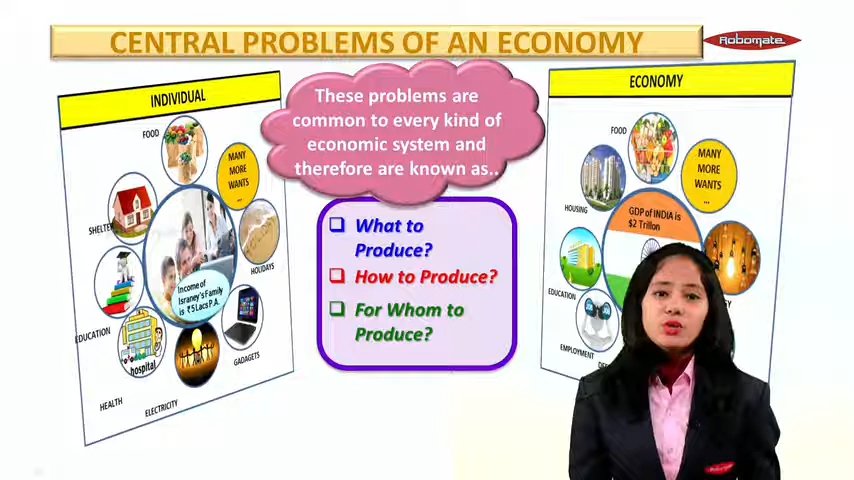 CENTRAL PROBLEMS OF AN ECONOMY
Robomate
INDIVIDUAL
FOOD
MANY
MORE
WANTS
...
SHELTER
HOLIDAYS
Income of
Israney's Family
is ₹ 5 Lacs P.A.
EDUCATION
hospital
GADGETS
HEALTH
ELECTRICITY
These problems are
common to every kind of
economic system and
therefore are known as..
What to
Produce?
How to Produce?
For Whom to
Produce?
ECONOMY
FOOD
MANY
MORE
WANTS
...
HOUSING
GDP of INDIA is
$2 Trillon
EDUCATION
EMPLOYMENT